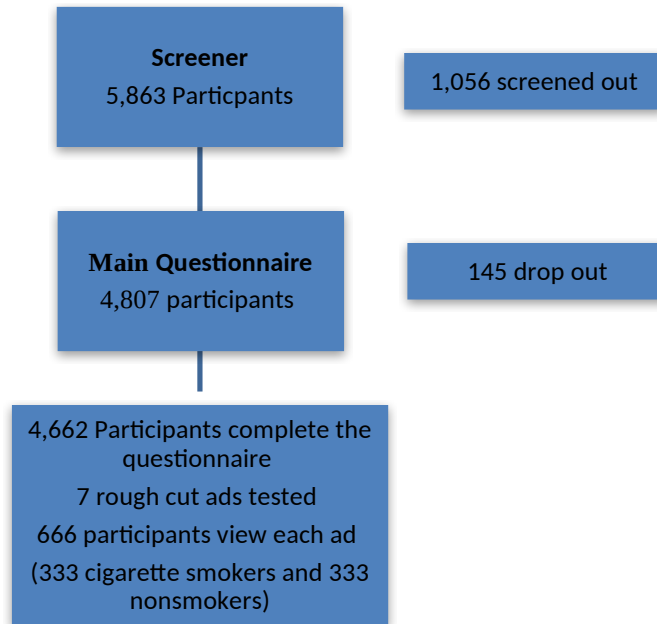 Screener
5,863 Particpants
1,056 screened out
Main Questionnaire
4,807 participants
145 drop out
4,662 Participants complete the
questionnaire
7 rough cut ads tested
666 participants view each ad
(333 cigarette smokers and 333
nonsmokers)